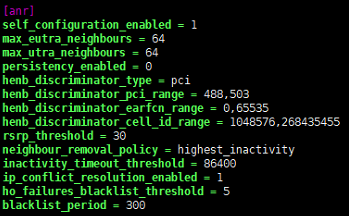 [anr]
self_configuration_enabled = 1
max_eutra_neighbours = 64
max_utra_neighbours = 64
persistency_enabled = 0
henb_discriminator_type = pci
henb_discriminator_pci_range = 488,503
henb_discriminator_earfcn_range = 0,65535
henb_discriminator_cell_id_range = 1048576,268435455
rsrp_threshold = 30
neighbour_removal_policy = highest_inactivity
inactivity_timeout_threshold = 86400
ip_conflict_resolution_enabled = 1
ho_failures_blacklist_threshold = 5
blacklist_period = 300